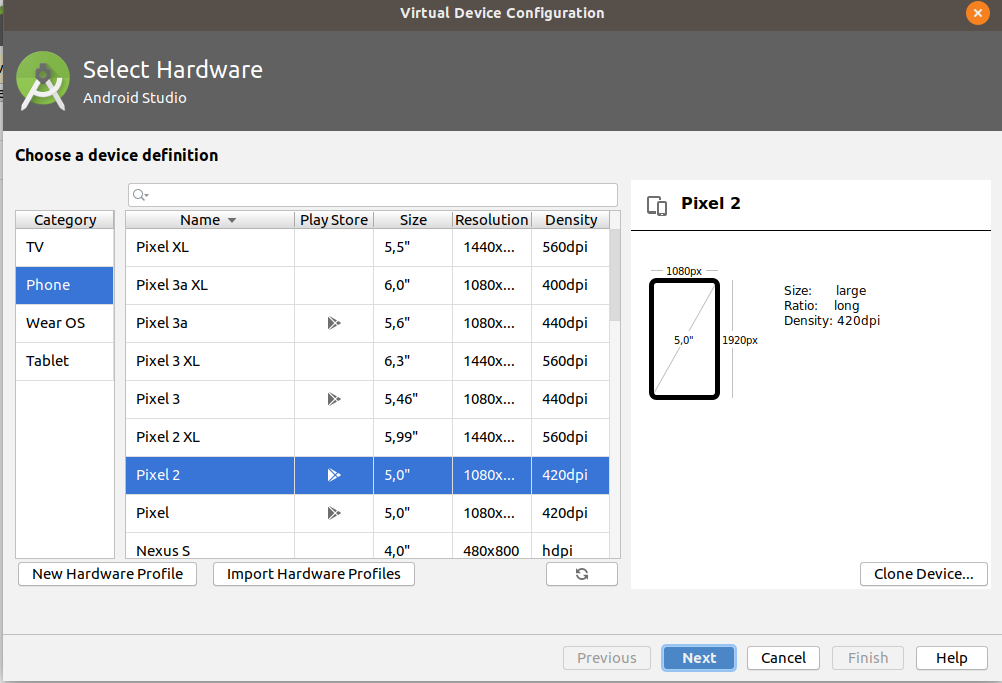 Virtual Device Configuration
Select Hardware
Android Studio
Choose a device definition
Category
TV
Phone
Wear OS
Tablet
Name Play Store Size Resolution Density
Pixel XL 5,5" 1440x... 560dpi
Pixel 3a XL 6,0" 1080x... 400dpi
Pixel 3a 5,6" 1080x... 440dpi
Pixel 3 XL 6,3" 1440x... 560dpi
Pixel 3 5,46" 1080x... 440dpi
Pixel 2 XL 5,99" 1440x... 560dpi
Pixel 2 5,0" 1080x... 420dpi
Pixel 5,0" 1080x... 420dpi
Nexus S 4,0" 480x800 hdpi
New Hardware Profile Import Hardware Profiles
Pixel 2
1080px
5,0"
1920px
Size: large
Ratio: long
Density: 420dpi
Clone Device...
Previous Next Cancel Finish Help